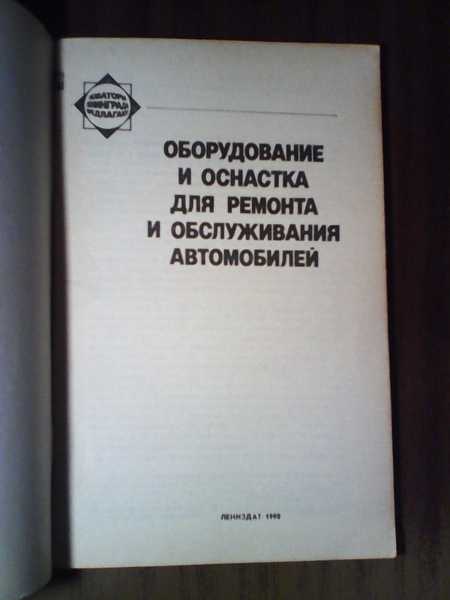 ОБОРУДОВАНИЕ
И ОСНАСТКА
ДЛЯ РЕМОНТА
И ОБСЛУЖИВАНИЯ
АВТОМОБИЛЕЙ
ЛЕНИЗДАТ 1990